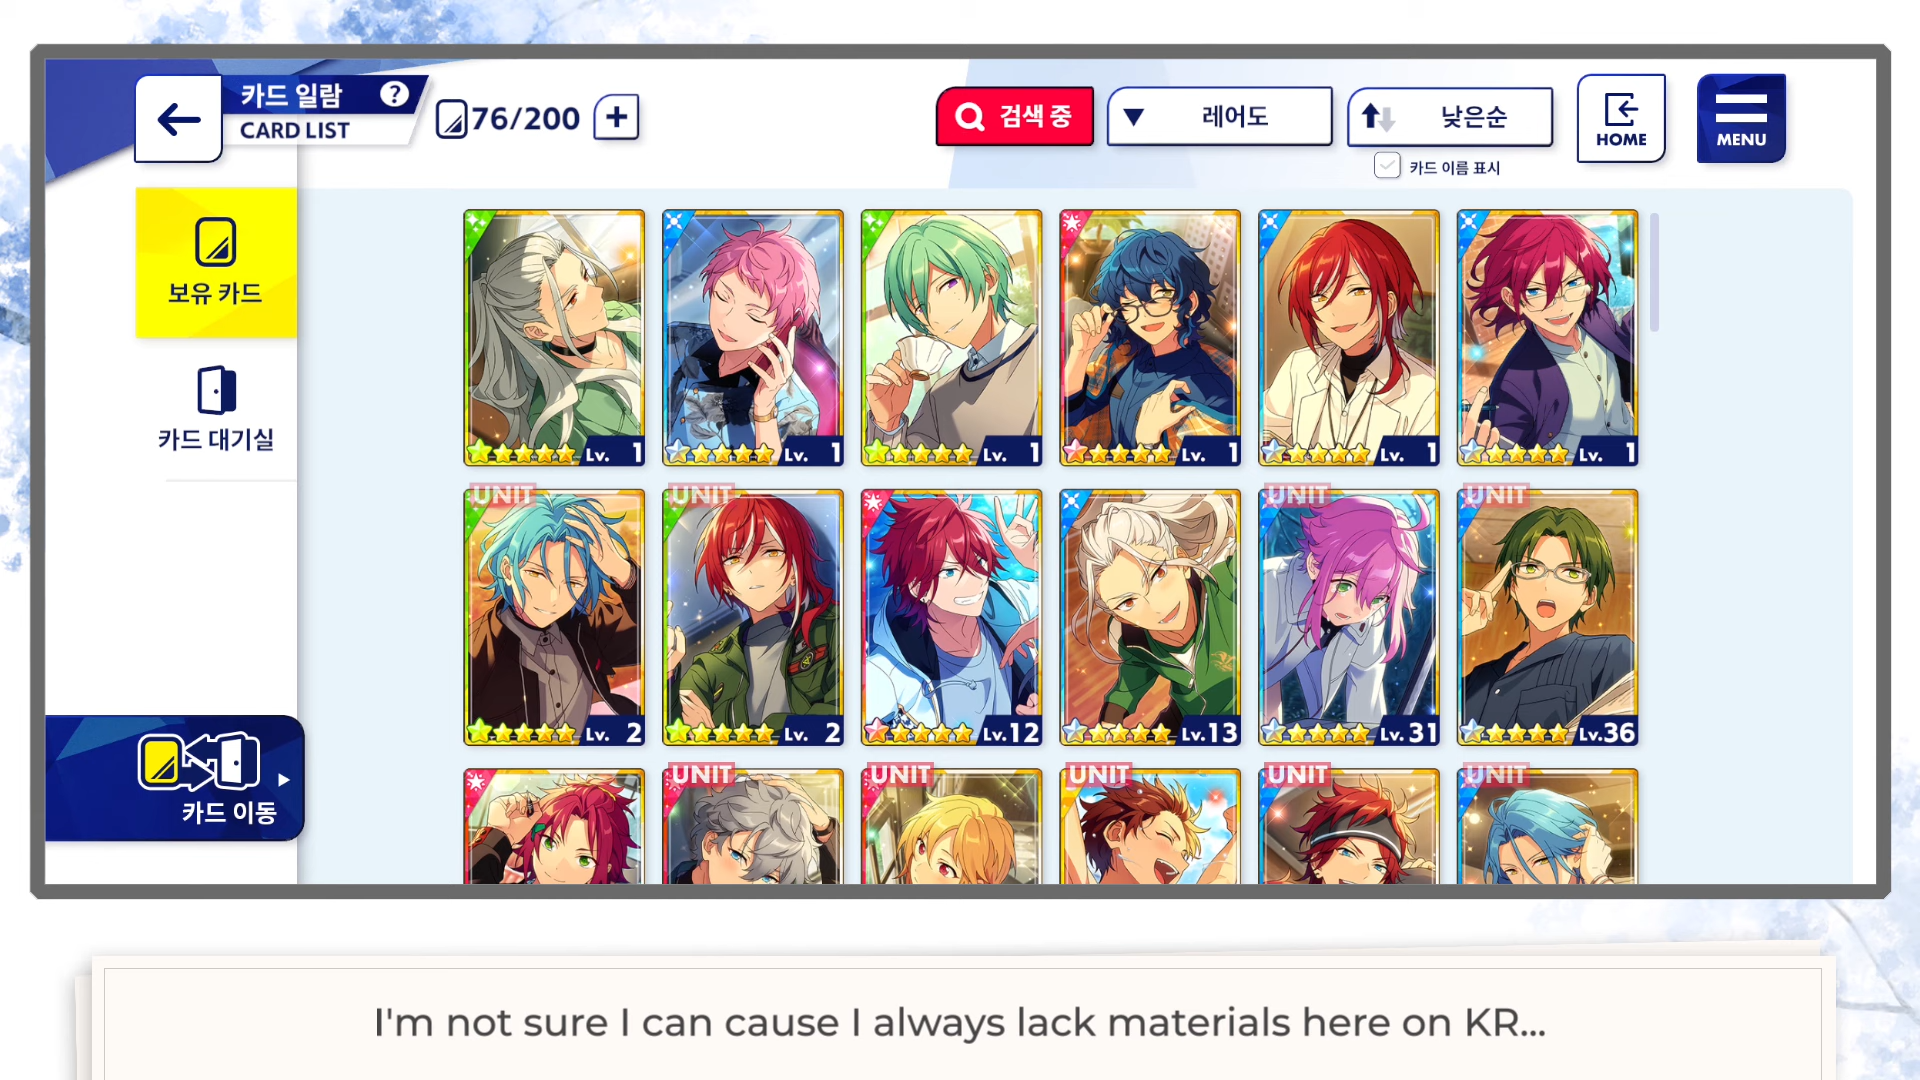 카드 일람
?
CARD LIST
76/200
+
검색 중
레어도
낮은순
HOME
MENU
카드 이름 표시
보유 카드
카드 대기실
카드 이동
Lv. 1
Lv. 1
Lv. 1
Lv. 1
Lv. 1
Lv. 1
UNIT
UNIT
UNIT
UNIT
Lv. 2
Lv. 2
Lv.12
Lv.13
Lv.31
Lv.36
UNIT
UNIT
UNIT
UNIT
UNIT
I'm not sure I can cause I always lack materials here on KR...